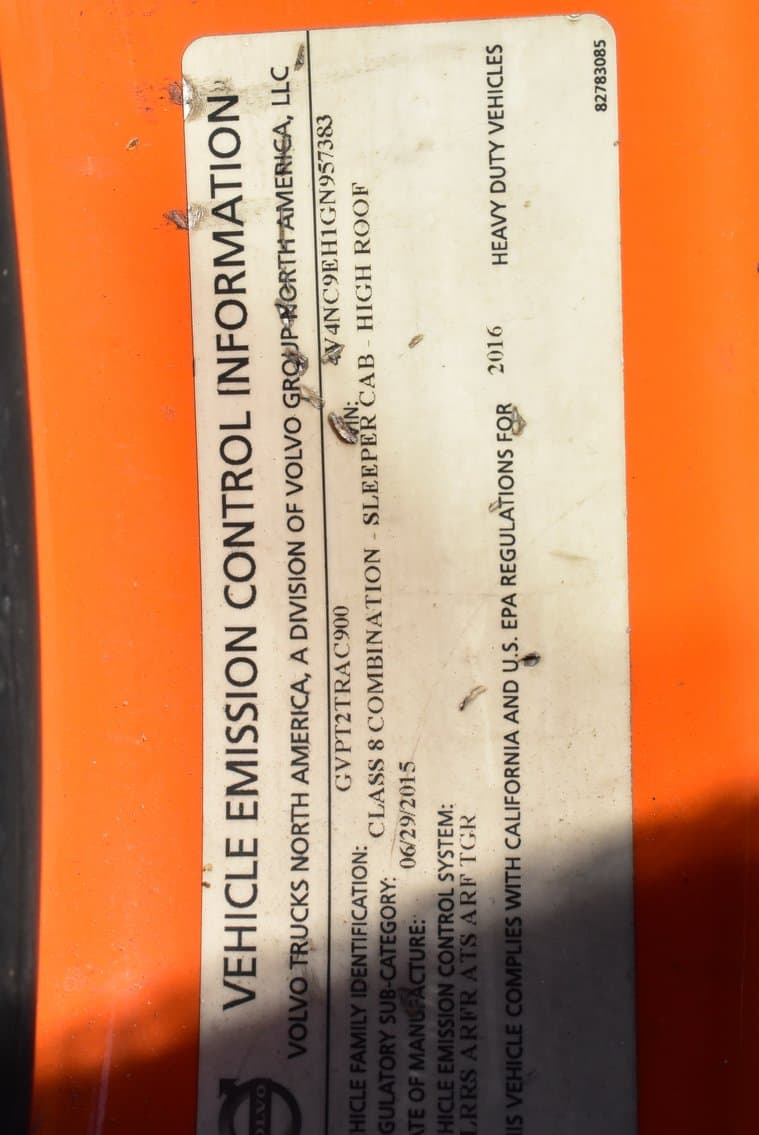 VOLVO
VEHICLE EMISSION CONTROL INFORMATION
VOLVO TRUCKS NORTH AMERICA, A DIVISION OF VOLVO GROUP NORTH AMERICA, LLC
HICLE FAMILY IDENTIFICATION: GVPT2TRAC900 VIN: 4V4NC9EH1GN957383
GULATORY SUB-CATEGORY: CLASS 8 COMBINATION - SLEEPER CAB - HIGH ROOF
ATE OF MANUFACTURE: 06/29/2015
HICLE EMISSION CONTROL SYSTEM:
LRRS ARFR ATS ARF TGR
IS VEHICLE COMPLIES WITH CALIFORNIA AND U.S. EPA REGULATIONS FOR 2016 HEAVY DUTY VEHICLES
82783085